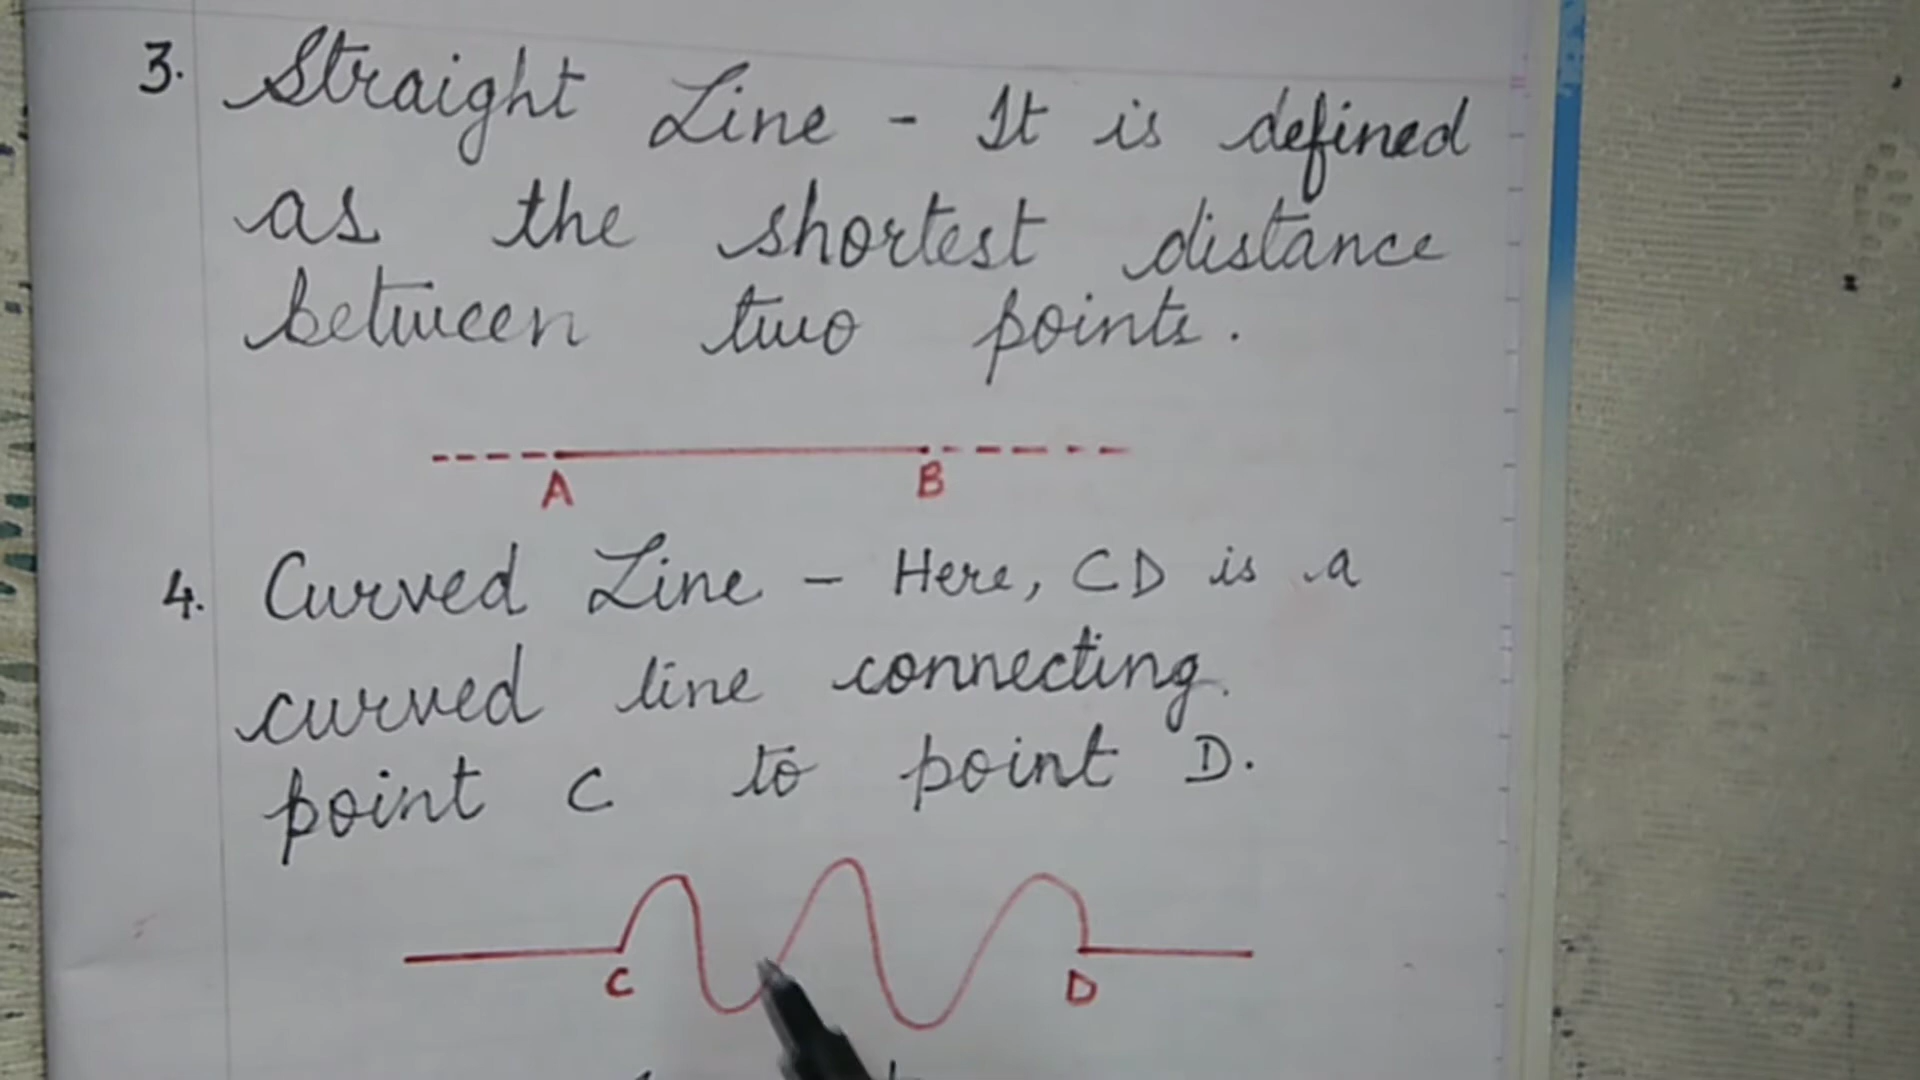 3. Straight Line - It is defined
as the shortest distance
between two points.
A B
4. Curved Line - Here, CD is a
curved line connecting
point C to point D.
C D